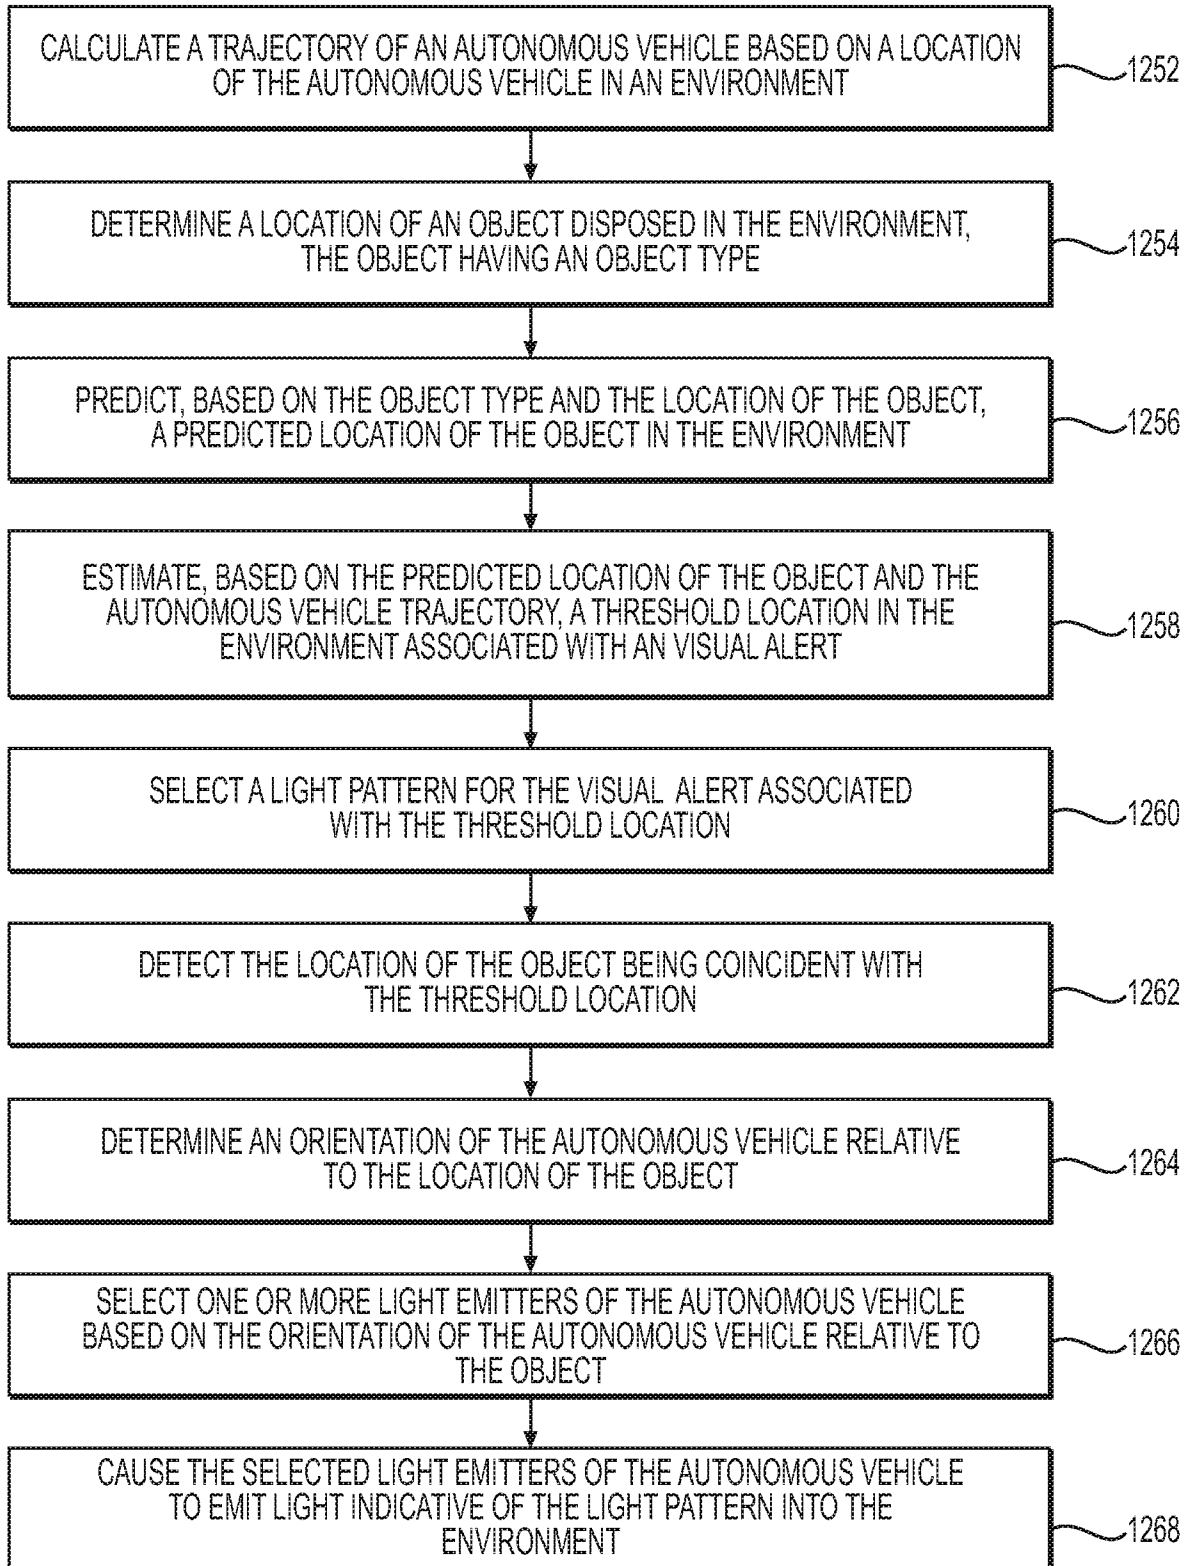 CALCULATE A TRAJECTORY OF AN AUTONOMOUS VEHICLE BASED ON A LOCATION
OF THE AUTONOMOUS VEHICLE IN AN ENVIRONMENT
1252
DETERMINE A LOCATION OF AN OBJECT DISPOSED IN THE ENVIRONMENT,
THE OBJECT HAVING AN OBJECT TYPE
1254
PREDICT, BASED ON THE OBJECT TYPE AND THE LOCATION OF THE OBJECT,
A PREDICTED LOCATION OF THE OBJECT IN THE ENVIRONMENT
1256
ESTIMATE, BASED ON THE PREDICTED LOCATION OF THE OBJECT AND THE
AUTONOMOUS VEHICLE TRAJECTORY, A THRESHOLD LOCATION IN THE
ENVIRONMENT ASSOCIATED WITH AN VISUAL ALERT
1258
SELECT A LIGHT PATTERN FOR THE VISUAL ALERT ASSOCIATED
WITH THE THRESHOLD LOCATION
1260
DETECT THE LOCATION OF THE OBJECT BEING COINCIDENT WITH
THE THRESHOLD LOCATION
1262
DETERMINE AN ORIENTATION OF THE AUTONOMOUS VEHICLE RELATIVE
TO THE LOCATION OF THE OBJECT
1264
SELECT ONE OR MORE LIGHT EMITTERS OF THE AUTONOMOUS VEHICLE
BASED ON THE ORIENTATION OF THE AUTONOMOUS VEHICLE RELATIVE TO
THE OBJECT
1266
CAUSE THE SELECTED LIGHT EMITTERS OF THE AUTONOMOUS VEHICLE
TO EMIT LIGHT INDICATIVE OF THE LIGHT PATTERN INTO THE
ENVIRONMENT
1268